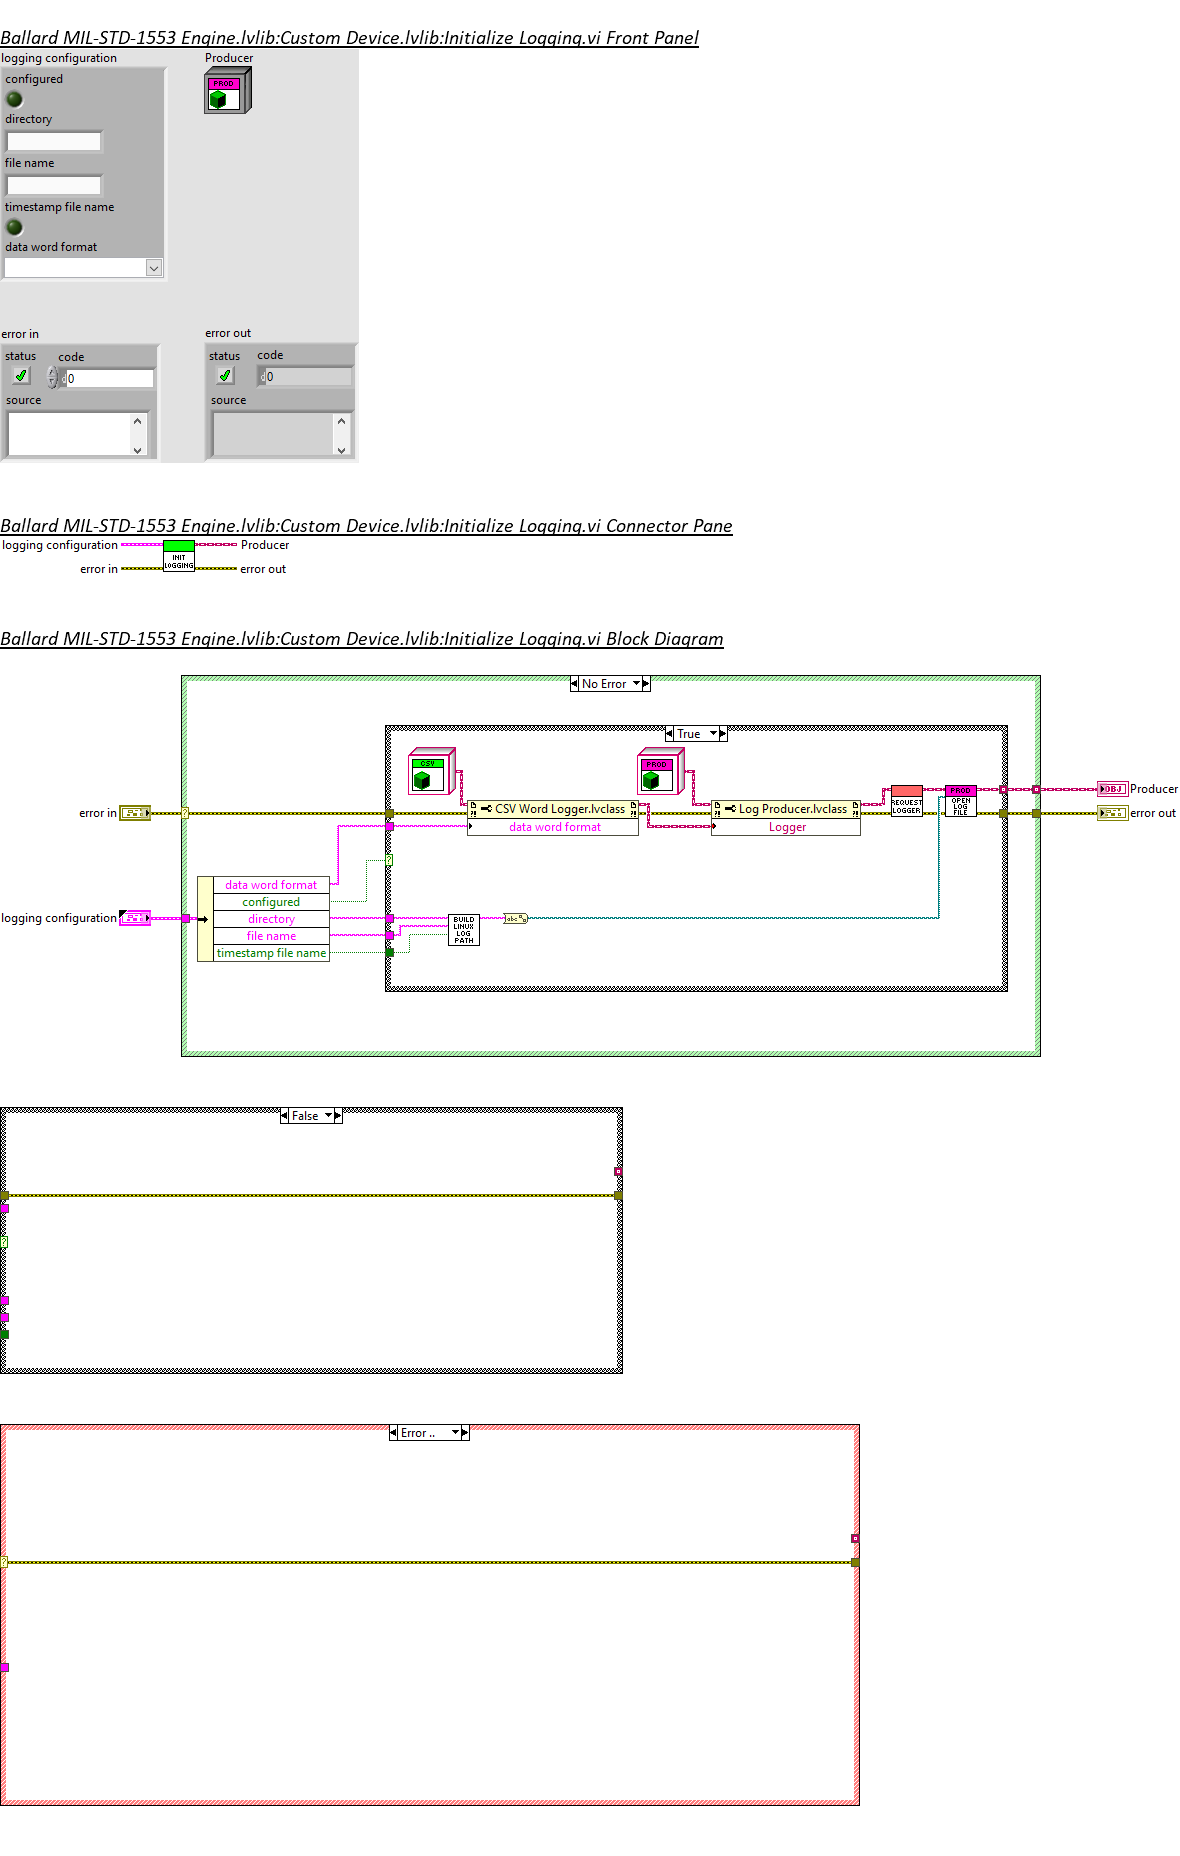 Ballard MIL-STD-1553 Engine.lvlib:Custom Device.lvlib:Initialize Logging.vi Front Panel
logging configuration
Producer
configured
PROD
directory
file name
timestamp file name
data word format
error in
error out
status code
status code
d 0
d 0
source
source
Ballard MIL-STD-1553 Engine.lvlib:Custom Device.lvlib:Initialize Logging.vi Connector Pane
logging configuration
Producer
INIT
LOGGING
error in
error out
Ballard MIL-STD-1553 Engine.lvlib:Custom Device.lvlib:Initialize Logging.vi Block Diagram
No Error
True
CSV
PROD
PROD
OBJ
Producer
error in
?
?!
CSV Word Logger.lvclass
?!
?!
Log Producer.lvclass
?!
REQUEST
LOGGER
OPEN
LOG
FILE
error out
data word format
Logger
?
data word format
configured
logging configuration
directory
file name
timestamp file name
BUILD
LINUX
LOG
PATH
abc
False
?
Error ..
?